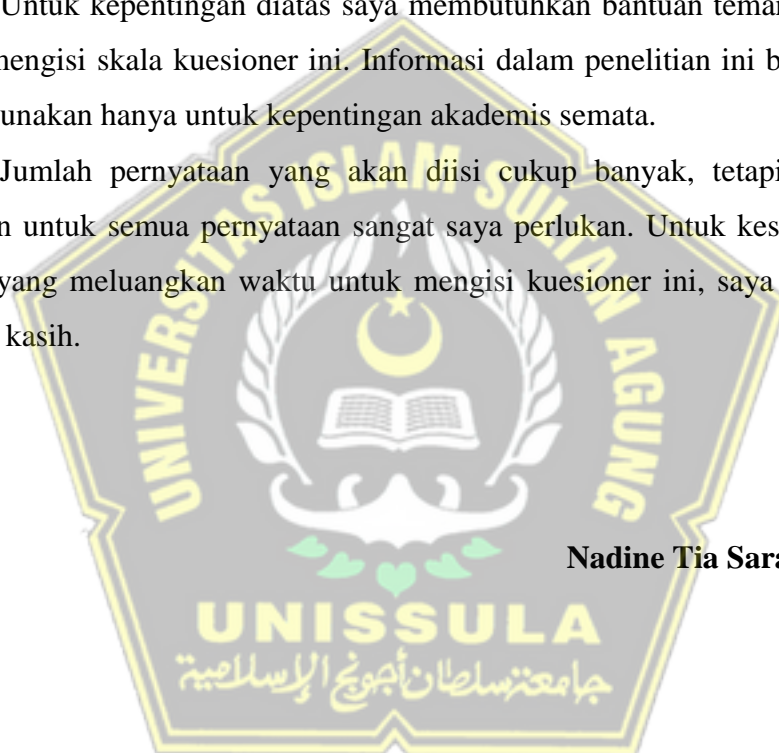 Untuk kepentingan diatas saya membutuhkan bantuan
mengisi skala kuesioner ini. Informasi dalam penelitian ini
unakan hanya untuk kepentingan akademis semata.
Jumlah pernyataan yang akan diisi cukup banyak, tetapi
n untuk semua pernyataan sangat saya perlukan. Untuk kes
yang meluangkan waktu untuk mengisi kuesioner ini, saya
kasih.
UNIVERSITAS ISLAM SULTAN AGUNG
Nadine Tia Sara
UNISSULA
جامعة سلطان أجونج الإسلامية